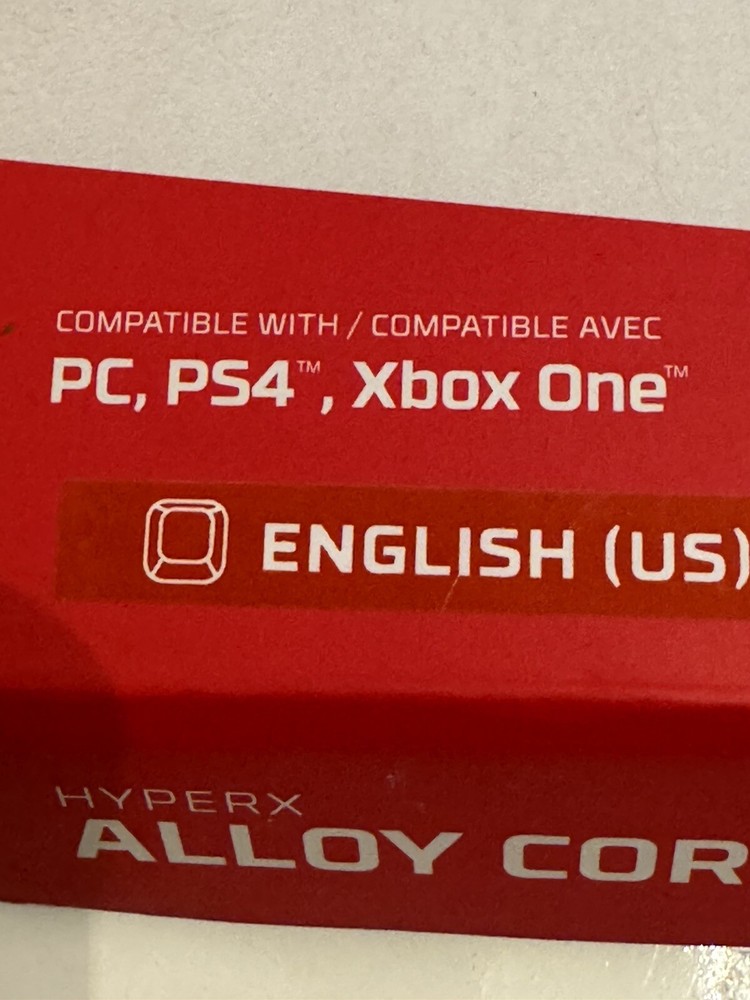 COMPATIBLE WITH / COMPATIBLE AVEC
PC, PS4™, Xbox One™
ENGLISH (US)
HYPERX
ALLOY COR